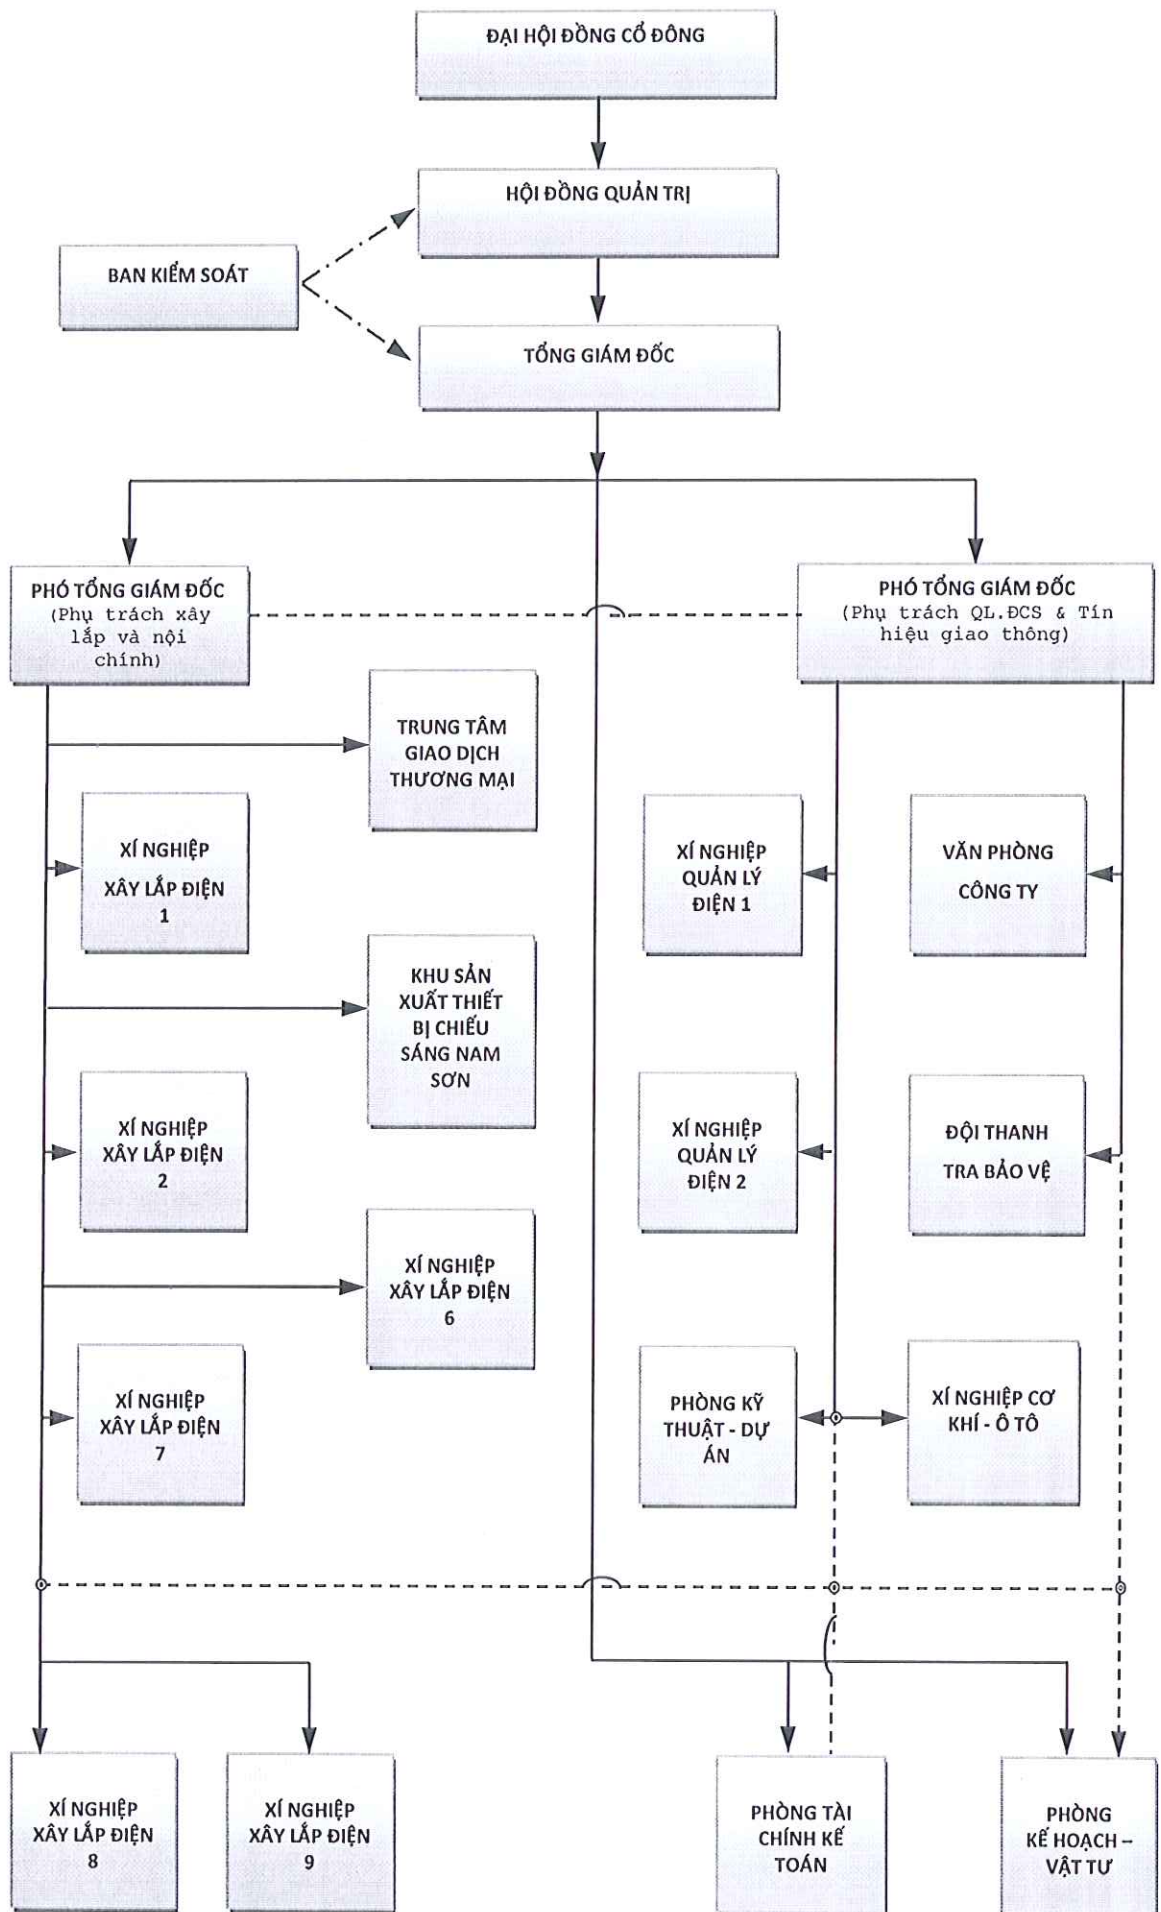 ĐẠI HỘI ĐỒNG CỔ ĐÔNG
HỘI ĐỒNG QUẢN TRỊ
BAN KIỂM SOÁT
TỔNG GIÁM ĐỐC
PHÓ TỔNG GIÁM ĐỐC
(Phụ trách xây
lắp và nội
chính)
PHÓ TỔNG GIÁM ĐỐC
(Phụ trách QL.ĐCS & Tín
hiệu giao thông)
TRUNG TÂM
GIAO DỊCH
THƯƠNG MẠI
XÍ NGHIỆP
XÂY LẮP ĐIỆN
1
XÍ NGHIỆP
QUẢN LÝ
ĐIỆN 1
VĂN PHÒNG
CÔNG TY
KHU SẢN
XUẤT THIẾT
BỊ CHIẾU
SÁNG NAM
SƠN
XÍ NGHIỆP
XÂY LẮP ĐIỆN
2
XÍ NGHIỆP
QUẢN LÝ
ĐIỆN 2
ĐỘI THANH
TRA BẢO VỆ
XÍ NGHIỆP
XÂY LẮP ĐIỆN
6
XÍ NGHIỆP
XÂY LẮP ĐIỆN
7
PHÒNG KỸ
THUẬT - DỰ
ÁN
XÍ NGHIỆP CƠ
KHÍ - Ô TÔ
XÍ NGHIỆP
XÂY LẮP ĐIỆN
8
XÍ NGHIỆP
XÂY LẮP ĐIỆN
9
PHÒNG TÀI
CHÍNH KẾ
TOÁN
PHÒNG
KẾ HOẠCH –
VẬT TƯ